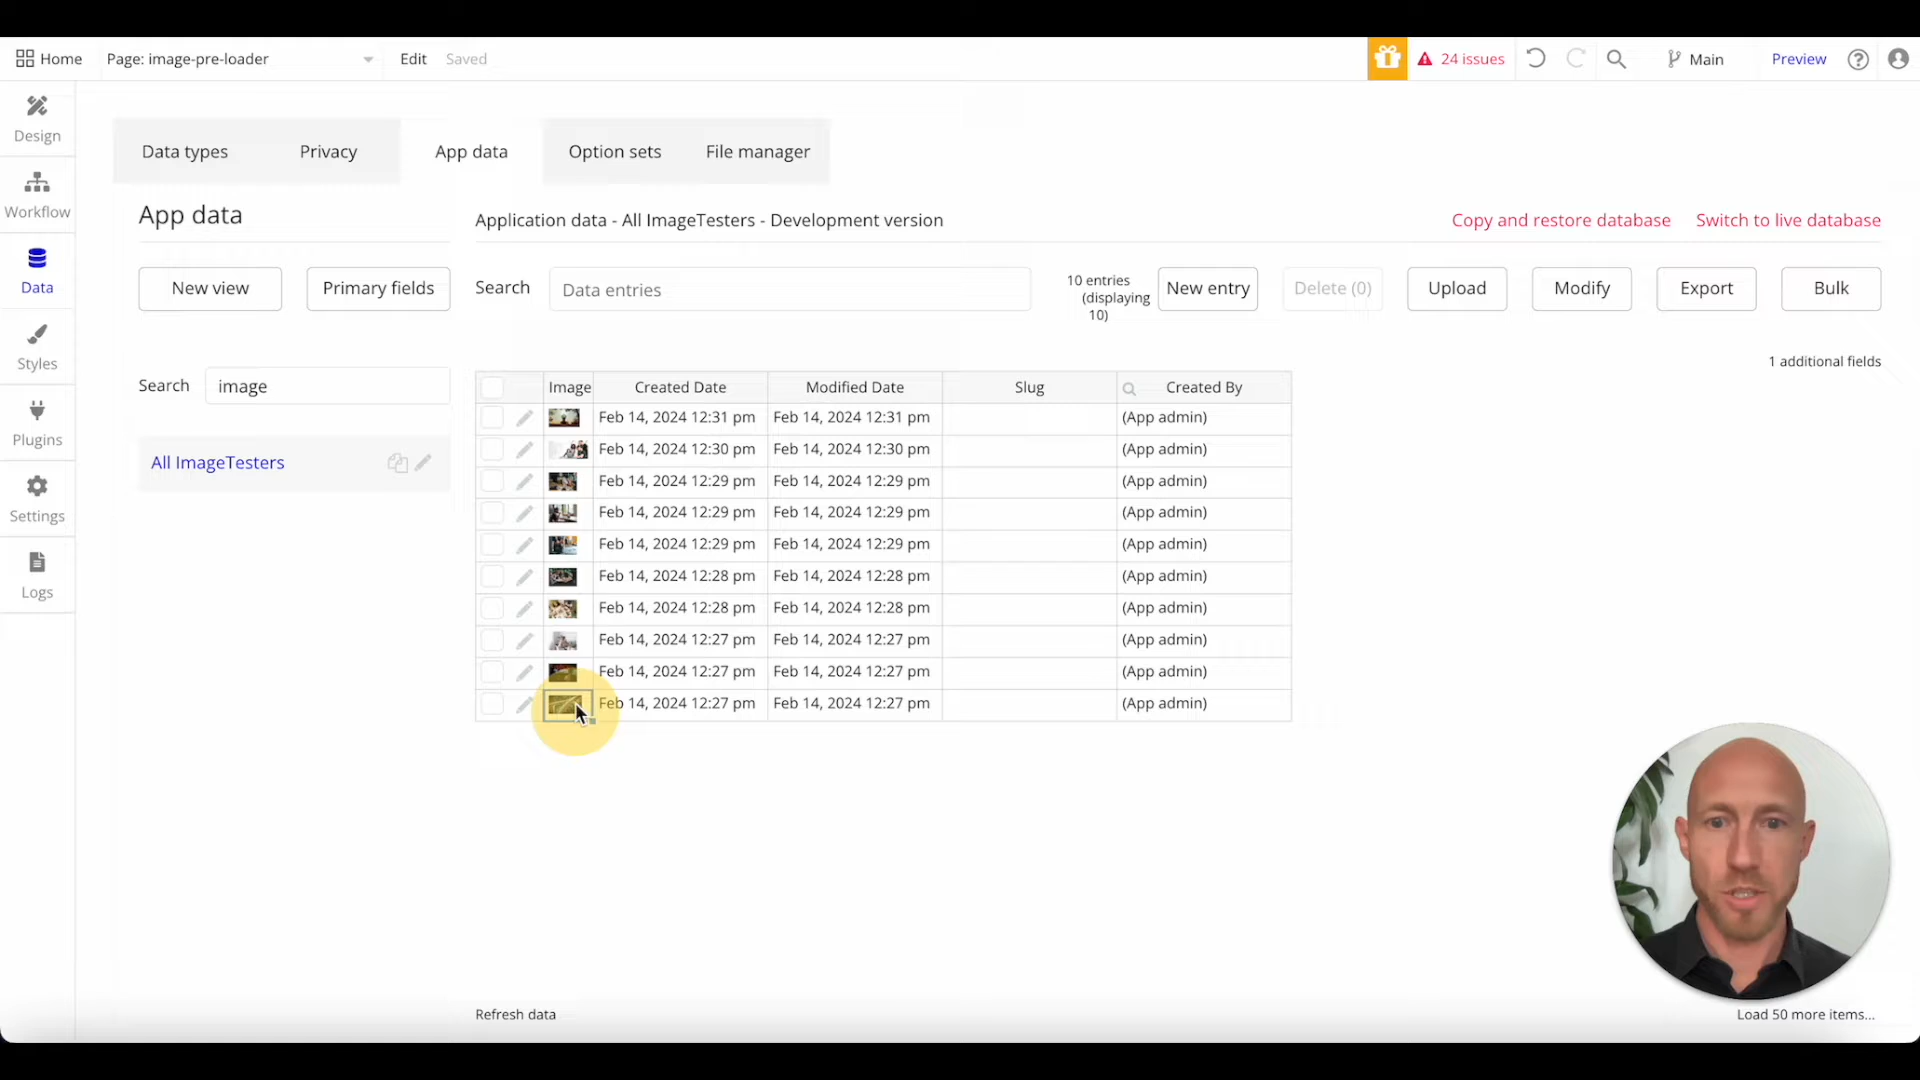 Home
Page: image-pre-loader
Edit
Saved
24 issues
Main
Preview
Design
Workflow
Data
Styles
Plugins
Settings
Logs
Data types
Privacy
App data
Option sets
File manager
App data
Application data - All ImageTesters - Development version
Copy and restore database
Switch to live database
New view
Primary fields
Search
Data entries
10 entries
(displaying
10)
New entry
Delete (0)
Upload
Modify
Export
Bulk
1 additional fields
Search
image
All ImageTesters
Image Created Date Modified Date Slug Created By
Feb 14, 2024 12:31 pm Feb 14, 2024 12:31 pm (App admin)
Feb 14, 2024 12:30 pm Feb 14, 2024 12:30 pm (App admin)
Feb 14, 2024 12:29 pm Feb 14, 2024 12:29 pm (App admin)
Feb 14, 2024 12:29 pm Feb 14, 2024 12:29 pm (App admin)
Feb 14, 2024 12:29 pm Feb 14, 2024 12:29 pm (App admin)
Feb 14, 2024 12:28 pm Feb 14, 2024 12:28 pm (App admin)
Feb 14, 2024 12:28 pm Feb 14, 2024 12:28 pm (App admin)
Feb 14, 2024 12:27 pm Feb 14, 2024 12:27 pm (App admin)
Feb 14, 2024 12:27 pm Feb 14, 2024 12:27 pm (App admin)
Feb 14, 2024 12:27 pm Feb 14, 2024 12:27 pm (App admin)
Refresh data
Load 50 more items...